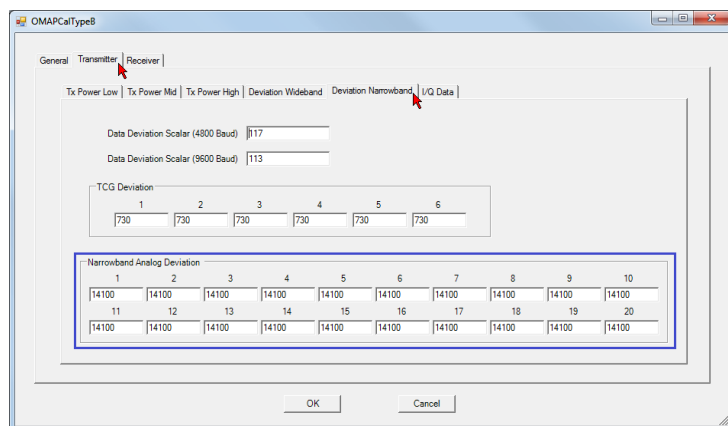 OMAPCalTypeB
General Transmitter Receiver
Tx Power Low Tx Power Mid Tx Power High Deviation Wideband Deviation Narrowband I/Q Data
Data Deviation Scalar (4800 Baud) 117
Data Deviation Scalar (9600 Baud) 113
TCG Deviation
1 2 3 4 5 6
730 730 730 730 730 730
Narrowband Analog Deviation
1 2 3 4 5 6 7 8 9 10
14100 14100 14100 14100 14100 14100 14100 14100 14100 14100
11 12 13 14 15 16 17 18 19 20
14100 14100 14100 14100 14100 14100 14100 14100 14100 14100
OK Cancel